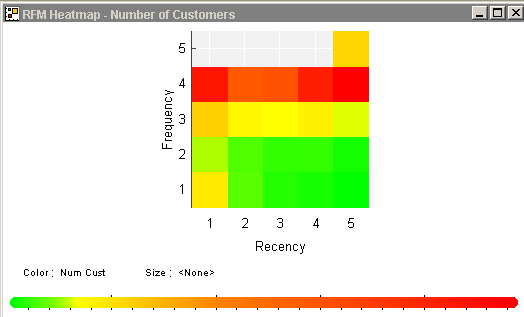 RFM Heatmap - Number of Customers
5
4
3
2
1
Frequency
1 2 3 4 5
Recency
Color : Num Cust Size : <None>